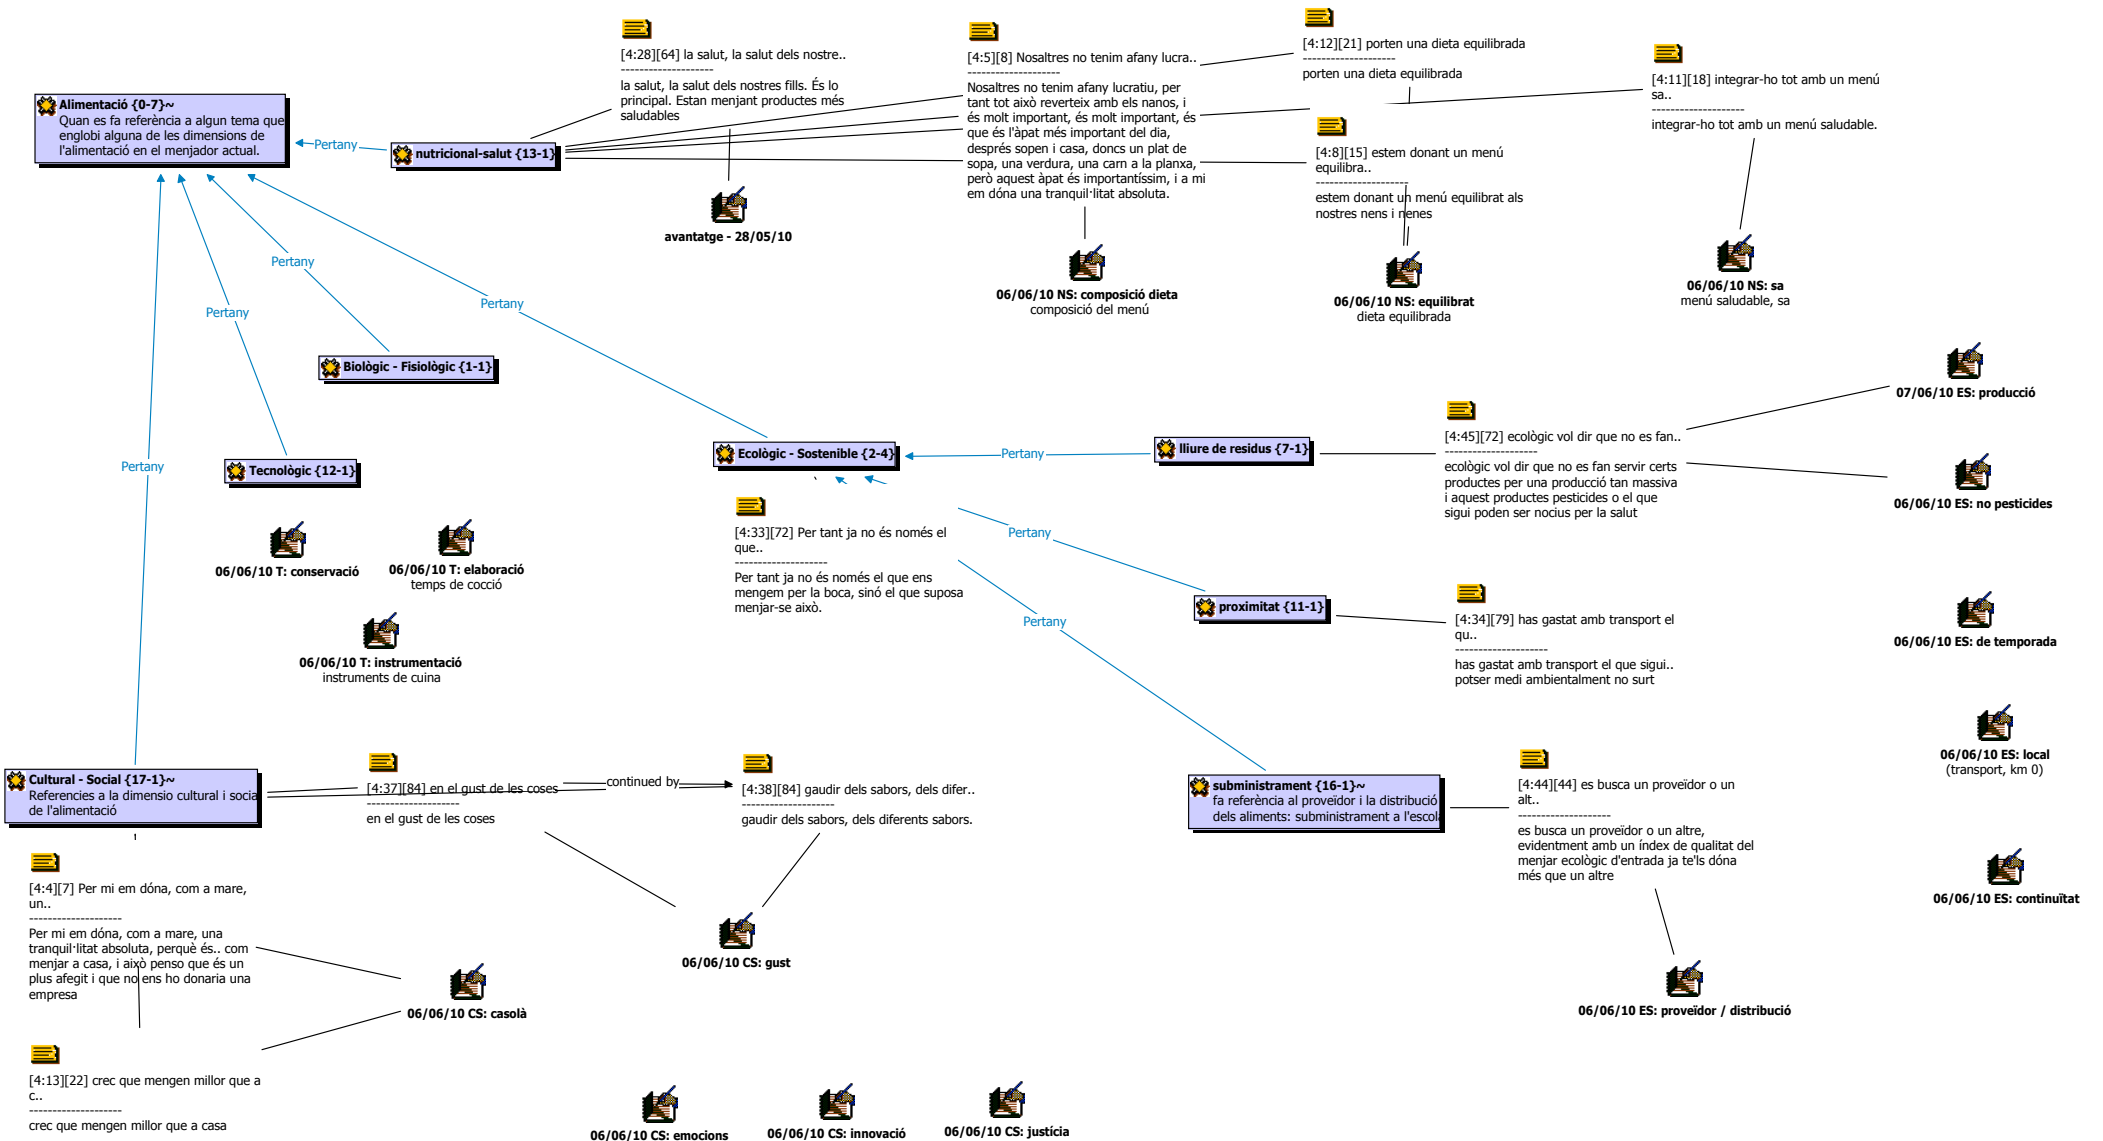 [4:28][64] la salut, la salut dels nostre..
--------------------
la salut, la salut dels nostres fills. És lo
principal. Estan menjant productes més
saludables
[4:5][8] Nosaltres no tenim afany lucra..
--------------------
Nosaltres no tenim afany lucratiu, per
tant tot això reverteix amb els nanos, i
és molt important, és molt important, és
que és l'àpat més important del dia,
després sopen i casa, doncs un plat de
sopa, una verdura, una carn a la planxa,
però aquest àpat és importantíssim, i a mi
em dóna una tranquil·litat absoluta.
[4:12][21] porten una dieta equilibrada
--------------------
porten una dieta equilibrada
[4:11][18] integrar-ho tot amb un menú
sa..
--------------------
integrar-ho tot amb un menú saludable.
Alimentació {0-7}~
Quan es fa referència a algun tema que
englobi alguna de les dimensions de
l'alimentació en el menjador actual.
Pertany
nutricional-salut {13-1}
[4:8][15] estem donant un menú
equilibra..
--------------------
estem donant un menú equilibrat als
nostres nens i nenes
avantatge - 28/05/10
06/06/10 NS: composició dieta
composició del menú
06/06/10 NS: equilibrat
dieta equilibrada
06/06/10 NS: sa
menú saludable, sa
Pertany
Pertany
Pertany
Biològic - Fisiològic {1-1}
07/06/10 ES: producció
Pertany
Tecnològic {12-1}
Ecològic - Sostenible {2-4}
Pertany
lliure de residus {7-1}
[4:45][72] ecològic vol dir que no es fan..
--------------------
ecològic vol dir que no es fan servir certs
productes per una producció tan massiva
i aquest productes pesticides o el que
sigui poden ser nocius per la salut
06/06/10 ES: no pesticides
[4:33][72] Per tant ja no és només el
que..
--------------------
Per tant ja no és només el que ens
mengem per la boca, sinó el que suposa
menjar-se això.
Pertany
06/06/10 T: conservació
06/06/10 T: elaboració
temps de cocció
Pertany
proximitat {11-1}
[4:34][79] has gastat amb transport el
qu..
--------------------
has gastat amb transport el que sigui..
potser medi ambientalment no surt
06/06/10 ES: de temporada
06/06/10 T: instrumentació
instruments de cuina
06/06/10 ES: local
(transport, km 0)
Cultural - Social {17-1}~
Referencies a la dimensio cultural i socia
de l'alimentació
[4:37][84] en el gust de les coses
--------------------
en el gust de les coses
continued by
[4:38][84] gaudir dels sabors, dels difer..
--------------------
gaudir dels sabors, dels diferents sabors.
subministrament {16-1}~
fa referència al proveïdor i la distribució
dels aliments: subministrament a l'escola
[4:44][44] es busca un proveïdor o un
alt..
--------------------
es busca un proveïdor o un altre,
evidentment amb un índex de qualitat del
menjar ecològic d'entrada ja te'ls dóna
més que un altre
06/06/10 ES: continuïtat
[4:4][7] Per mi em dóna, com a mare,
un..
--------------------
Per mi em dóna, com a mare, una
tranquil·litat absoluta, perquè és.. com
menjar a casa, i això penso que és un
plus afegit i que no ens ho donaria una
empresa
06/06/10 CS: gust
06/06/10 CS: casolà
06/06/10 ES: proveïdor / distribució
[4:13][22] crec que mengen millor que a
c..
--------------------
crec que mengen millor que a casa
06/06/10 CS: emocions
06/06/10 CS: innovació
06/06/10 CS: justícia